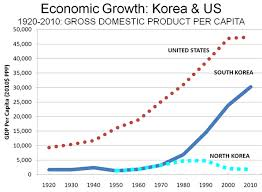 Economic Growth: Korea & US
1920-2010: GROSS DOMESTIC PRODUCT PER CAPITA
GDP Per Capita (2010$ PPP)
50,000
45,000
40,000
35,000
30,000
25,000
20,000
15,000
10,000
5,000
0
UNITED STATES
SOUTH KOREA
NORTH KOREA
1920 1930 1940 1950 1960 1970 1980 1990 2000 2010